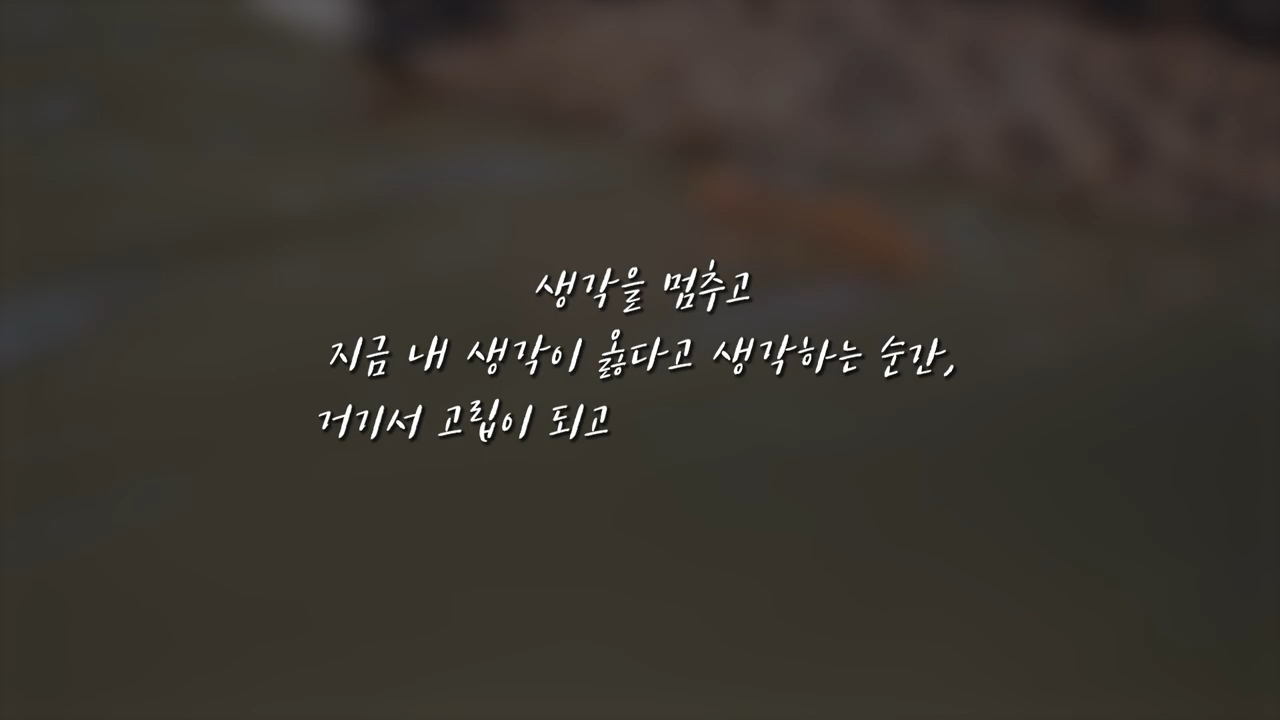 생각을 멈추고
지금 내 생각이 옳다고 생각하는 순간,
거기서 고립이 되고